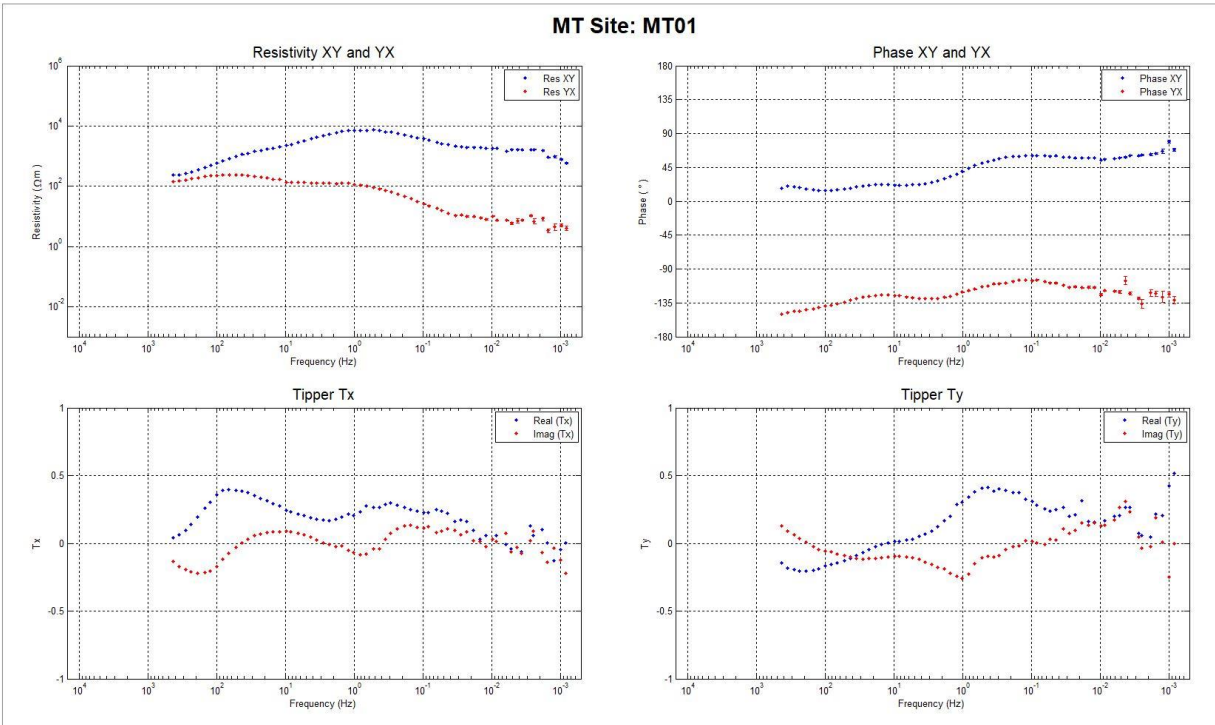 MT Site: MT01
Resistivity XY and YX
Res XY
Res YX
Resistivity (Ωm)
10^6
10^4
10^2
10^0
10^-2
10^4 10^3 10^2 10^1 10^0 10^-1 10^-2 10^-3
Frequency (Hz)
Phase XY and YX
Phase XY
Phase YX
Phase (°)
180
135
90
45
0
-45
-90
-135
-180
10^4 10^3 10^2 10^1 10^0 10^-1 10^-2 10^-3
Frequency (Hz)
Tipper Tx
Real (Tx)
Imag (Tx)
Tx
1
0.5
0
-0.5
-1
10^4 10^3 10^2 10^1 10^0 10^-1 10^-2 10^-3
Frequency (Hz)
Tipper Ty
Real (Ty)
Imag (Ty)
Ty
1
0.5
0
-0.5
-1
10^4 10^3 10^2 10^1 10^0 10^-1 10^-2 10^-3
Frequency (Hz)